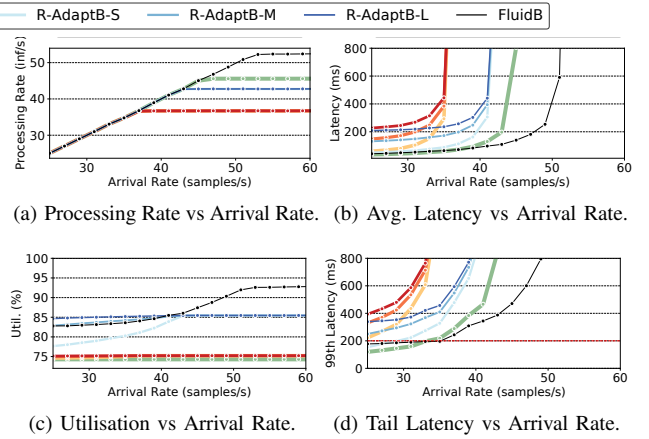 R-AdaptB-S R-AdaptB-M R-AdaptB-L FluidB
Processing Rate (inf/s)
50
40
30
30 40 50 60
Arrival Rate (samples/s)
(a) Processing Rate vs Arrival Rate.
Latency (ms)
800
600
400
200
30 40 50 60
Arrival Rate (samples/s)
(b) Avg. Latency vs Arrival Rate.
Util. (%)
100
95
90
85
80
75
30 40 50 60
Arrival Rate (samples/s)
(c) Utilisation vs Arrival Rate.
99th Latency (ms)
800
600
400
200
0
30 40 50 60
Arrival Rate (samples/s)
(d) Tail Latency vs Arrival Rate.